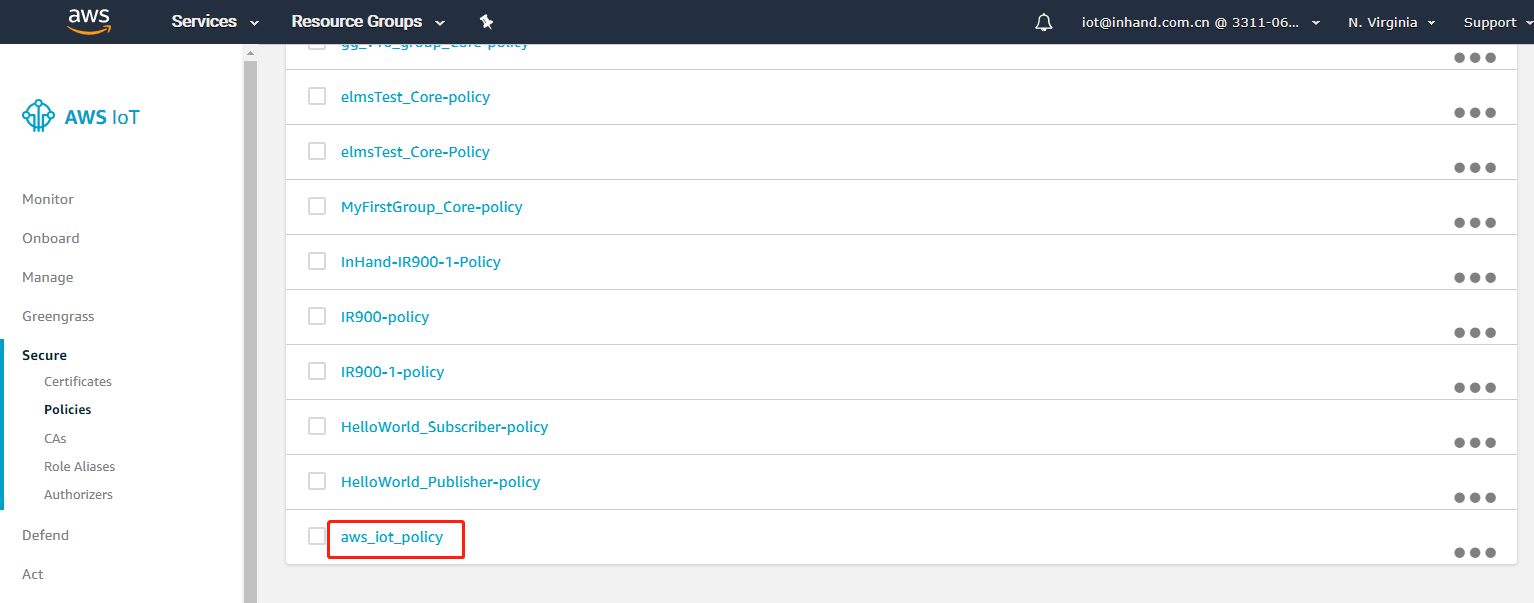 aws Services Resource Groups iot@inhand.com.cn @ 3311-06... N. Virginia Support
AWS IoT
Monitor
Onboard
Manage
Greengrass
Secure
Certificates
Policies
CAs
Role Aliases
Authorizers
Defend
Act
elmsTest_Core-policy
elmsTest_Core-Policy
MyFirstGroup_Core-policy
InHand-IR900-1-Policy
IR900-policy
IR900-1-policy
HelloWorld_Subscriber-policy
HelloWorld_Publisher-policy
aws_iot_policy